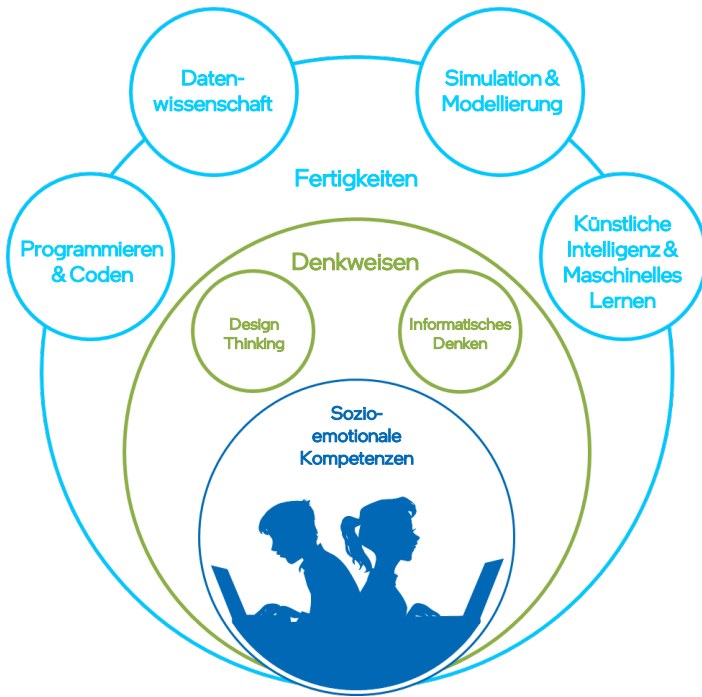 Daten-
wissenschaft
Simulation &
Modellierung
Fertigkeiten
Programmieren
& Coden
Künstliche
Intelligenz &
Maschinelles
Lernen
Denkweisen
Design
Thinking
Informatisches
Denken
Sozio-
emotionale
Kompetenzen